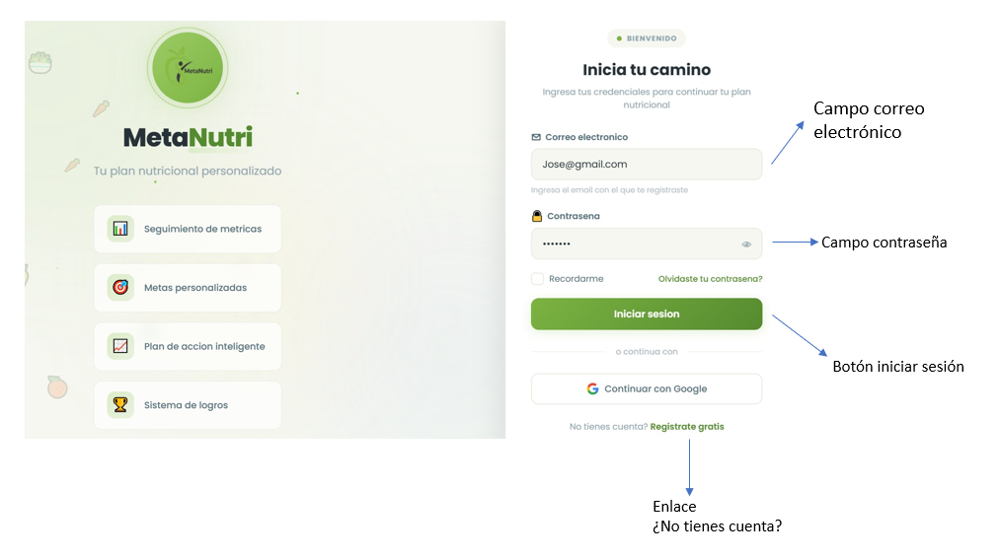 MetaNutri
MetaNutri
Tu plan nutricional personalizado
Seguimiento de metricas
Metas personalizadas
Plan de accion inteligente
Sistema de logros
BIENVENIDO
Inicia tu camino
Ingresa tus credenciales para continuar tu plan
nutricional
Correo electronico
Jose@gmail.com
Ingresa el email con el que te registraste
Contrasena
•••••••
Recordarme
Olvidaste tu contrasena?
Iniciar sesion
o continua con
Continuar con Google
No tienes cuenta? Registrate gratis
Campo correo
electrónico
Campo contraseña
Botón iniciar sesión
Enlace
¿No tienes cuenta?